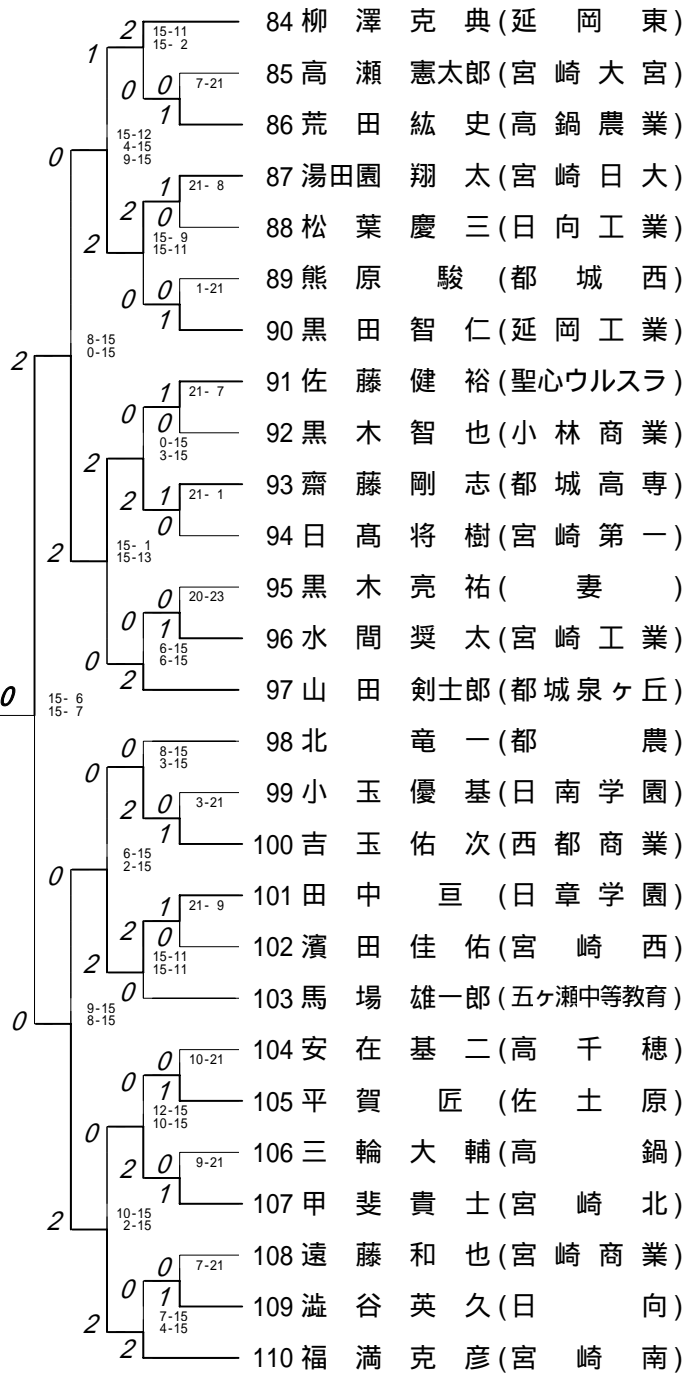 84 柳澤克典(延岡東)
2 15-11
15- 2
1
85 高瀬憲太郎(宮崎大宮)
0 0 7-21
1
86 荒田紘史(高鍋農業)
15-12
4-15
9-15
0
87 湯田園翔太(宮崎日大)
1 21- 8
2 0
88 松葉慶三(日向工業)
2 15- 9
15-11
89 熊原駿(都城西)
0 0 1-21
1
90 黒田智仁(延岡工業)
8-15
0-15
2
91 佐藤健裕(聖心ウルスラ)
1 21- 7
0 0
92 黒木智也(小林商業)
0-15
3-15
2 2
93 齋藤剛志(都城高専)
2 1 21- 1
0
94 日髙将樹(宮崎第一)
15- 1
15-13
2
95 黒木亮祐(妻)
0 20-23
0 1
96 水間奨太(宮崎工業)
6-15
6-15
0
97 山田剣士郎(都城泉ヶ丘)
2
0 15- 6
15- 7
98 北竜一(都農)
0 8-15
3-15
0
99 小玉優基(日南学園)
2 0 3-21
1
100 吉玉佑次(西都商業)
6-15
2-15
0
101 田中亘(日章学園)
1 21- 9
2 0
102 濱田佳佑(宮崎西)
15-11
15-11
2
103 馬場雄一郎(五ヶ瀬中等教育)
0
9-15
8-15
0
104 安在基二(高千穂)
0 10-21
0 1
105 平賀匠(佐土原)
12-15
10-15
0
106 三輪大輔(高鍋)
2 0 9-21
1
107 甲斐貴士(宮崎北)
10-15
2-15
2
108 遠藤和也(宮崎商業)
0 7-21
0 1
109 澁谷英久(日向)
7-15
4-15
2
110 福満克彦(宮崎南)
2